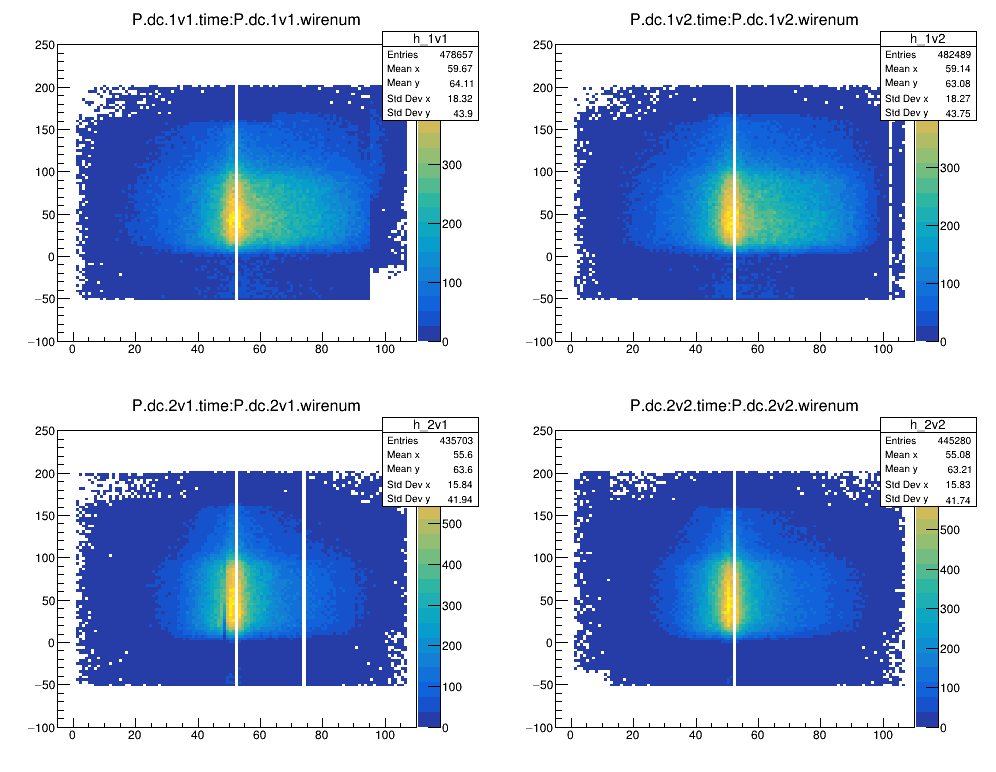 P.dc.1v1.time:P.dc.1v1.wirenum
h_1v1
Entries 478657
Mean x 59.67
Mean y 64.11
Std Dev x 18.32
Std Dev y 43.9
250
200
150
100
50
0
−50
−100
0 20 40 60 80 100
300
200
100
0
P.dc.1v2.time:P.dc.1v2.wirenum
h_1v2
Entries 482489
Mean x 59.14
Mean y 63.08
Std Dev x 18.27
Std Dev y 43.75
250
200
150
100
50
0
−50
−100
0 20 40 60 80 100
300
200
100
0
P.dc.2v1.time:P.dc.2v1.wirenum
h_2v1
Entries 435703
Mean x 55.6
Mean y 63.6
Std Dev x 15.84
Std Dev y 41.94
250
200
150
100
50
0
−50
−100
0 20 40 60 80 100
500
400
300
200
100
0
P.dc.2v2.time:P.dc.2v2.wirenum
h_2v2
Entries 445280
Mean x 55.08
Mean y 63.21
Std Dev x 15.83
Std Dev y 41.74
250
200
150
100
50
0
−50
−100
0 20 40 60 80 100
500
400
300
200
100
0